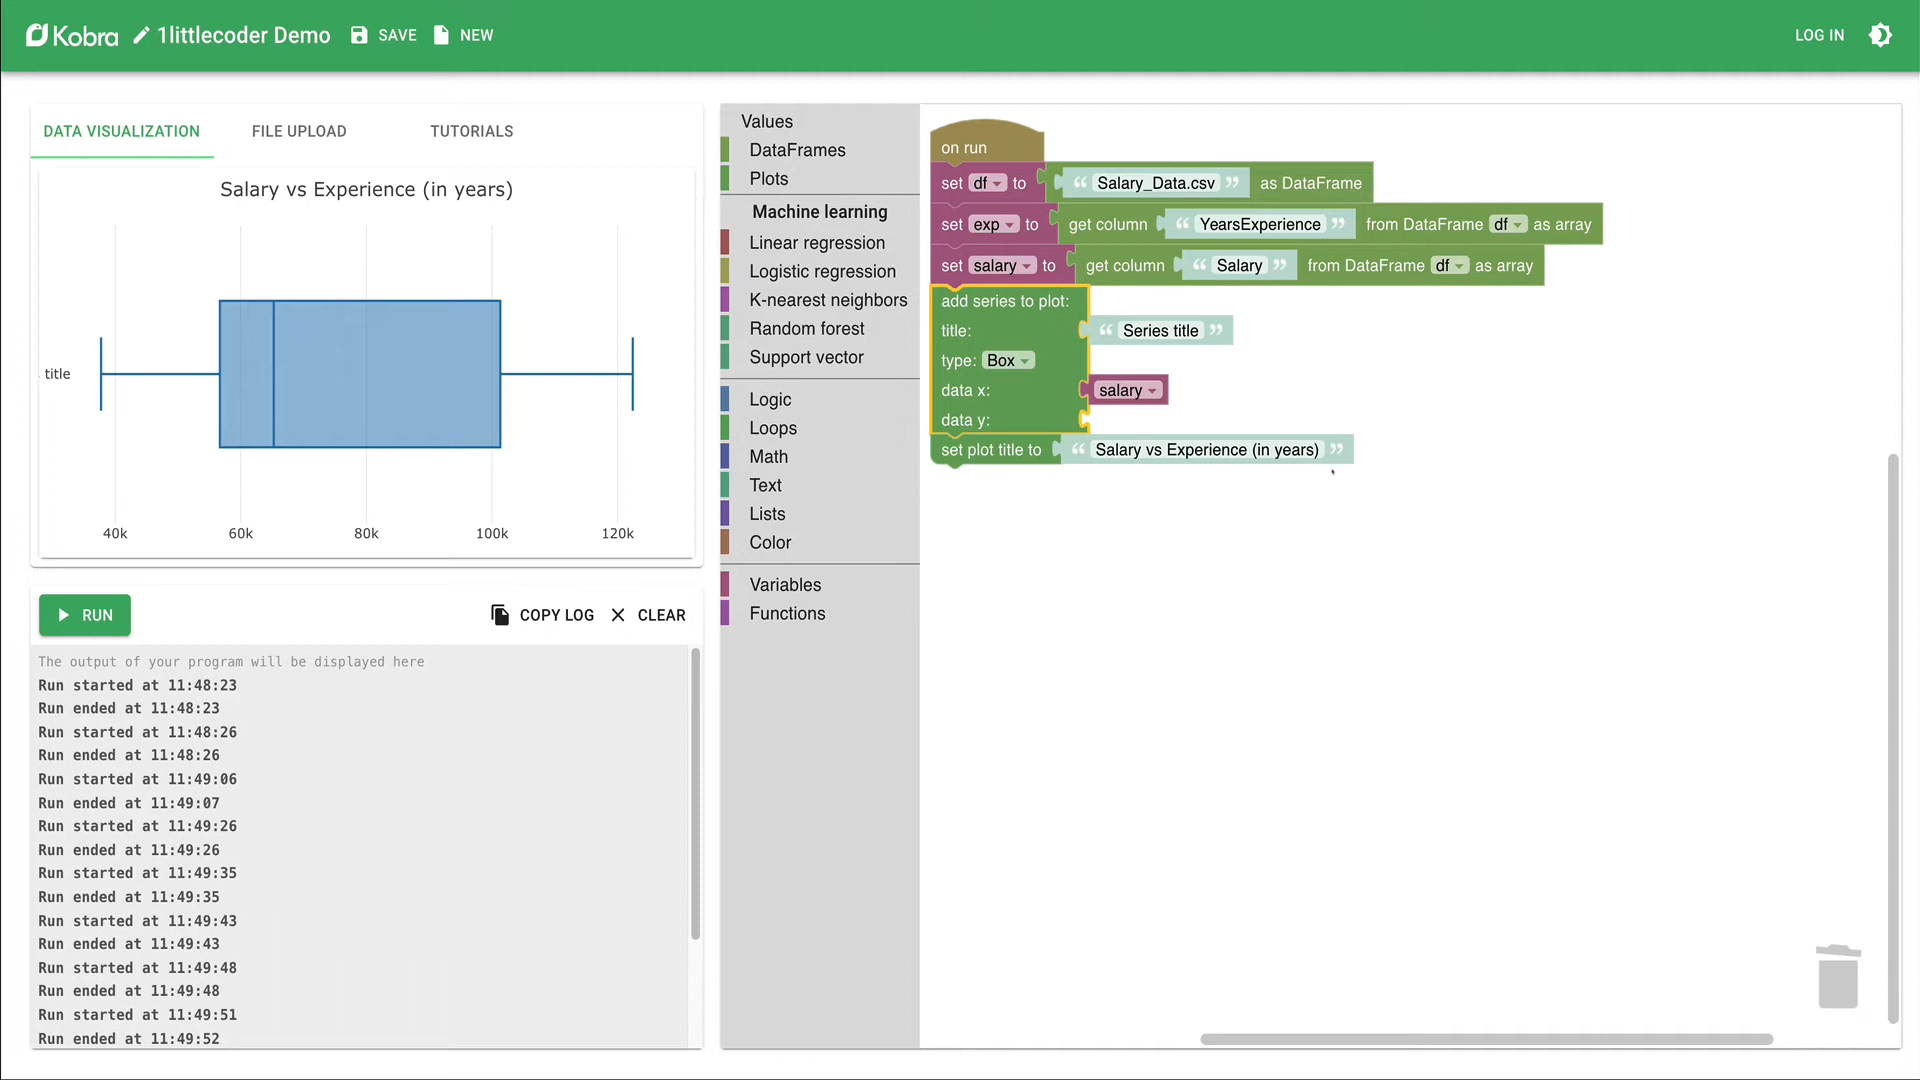 Kobra 1littlecoder Demo SAVE NEW LOG IN
DATA VISUALIZATION FILE UPLOAD TUTORIALS
Salary vs Experience (in years)
title
40k 60k 80k 100k 120k
RUN COPY LOG CLEAR
The output of your program will be displayed here
Run started at 11:48:23
Run ended at 11:48:23
Run started at 11:48:26
Run ended at 11:48:26
Run started at 11:49:06
Run ended at 11:49:07
Run started at 11:49:26
Run ended at 11:49:26
Run started at 11:49:35
Run ended at 11:49:35
Run started at 11:49:43
Run ended at 11:49:43
Run started at 11:49:48
Run ended at 11:49:48
Run started at 11:49:51
Run ended at 11:49:52
Values
DataFrames
Plots
Machine learning
Linear regression
Logistic regression
K-nearest neighbors
Random forest
Support vector
Logic
Loops
Math
Text
Lists
Color
Variables
Functions
on run
set df to “ Salary_Data.csv ” as DataFrame
set exp to get column “ YearsExperience ” from DataFrame df as array
set salary to get column “ Salary ” from DataFrame df as array
add series to plot:
title: “ Series title ”
type: Box
data x: salary
data y:
set plot title to “ Salary vs Experience (in years) ”